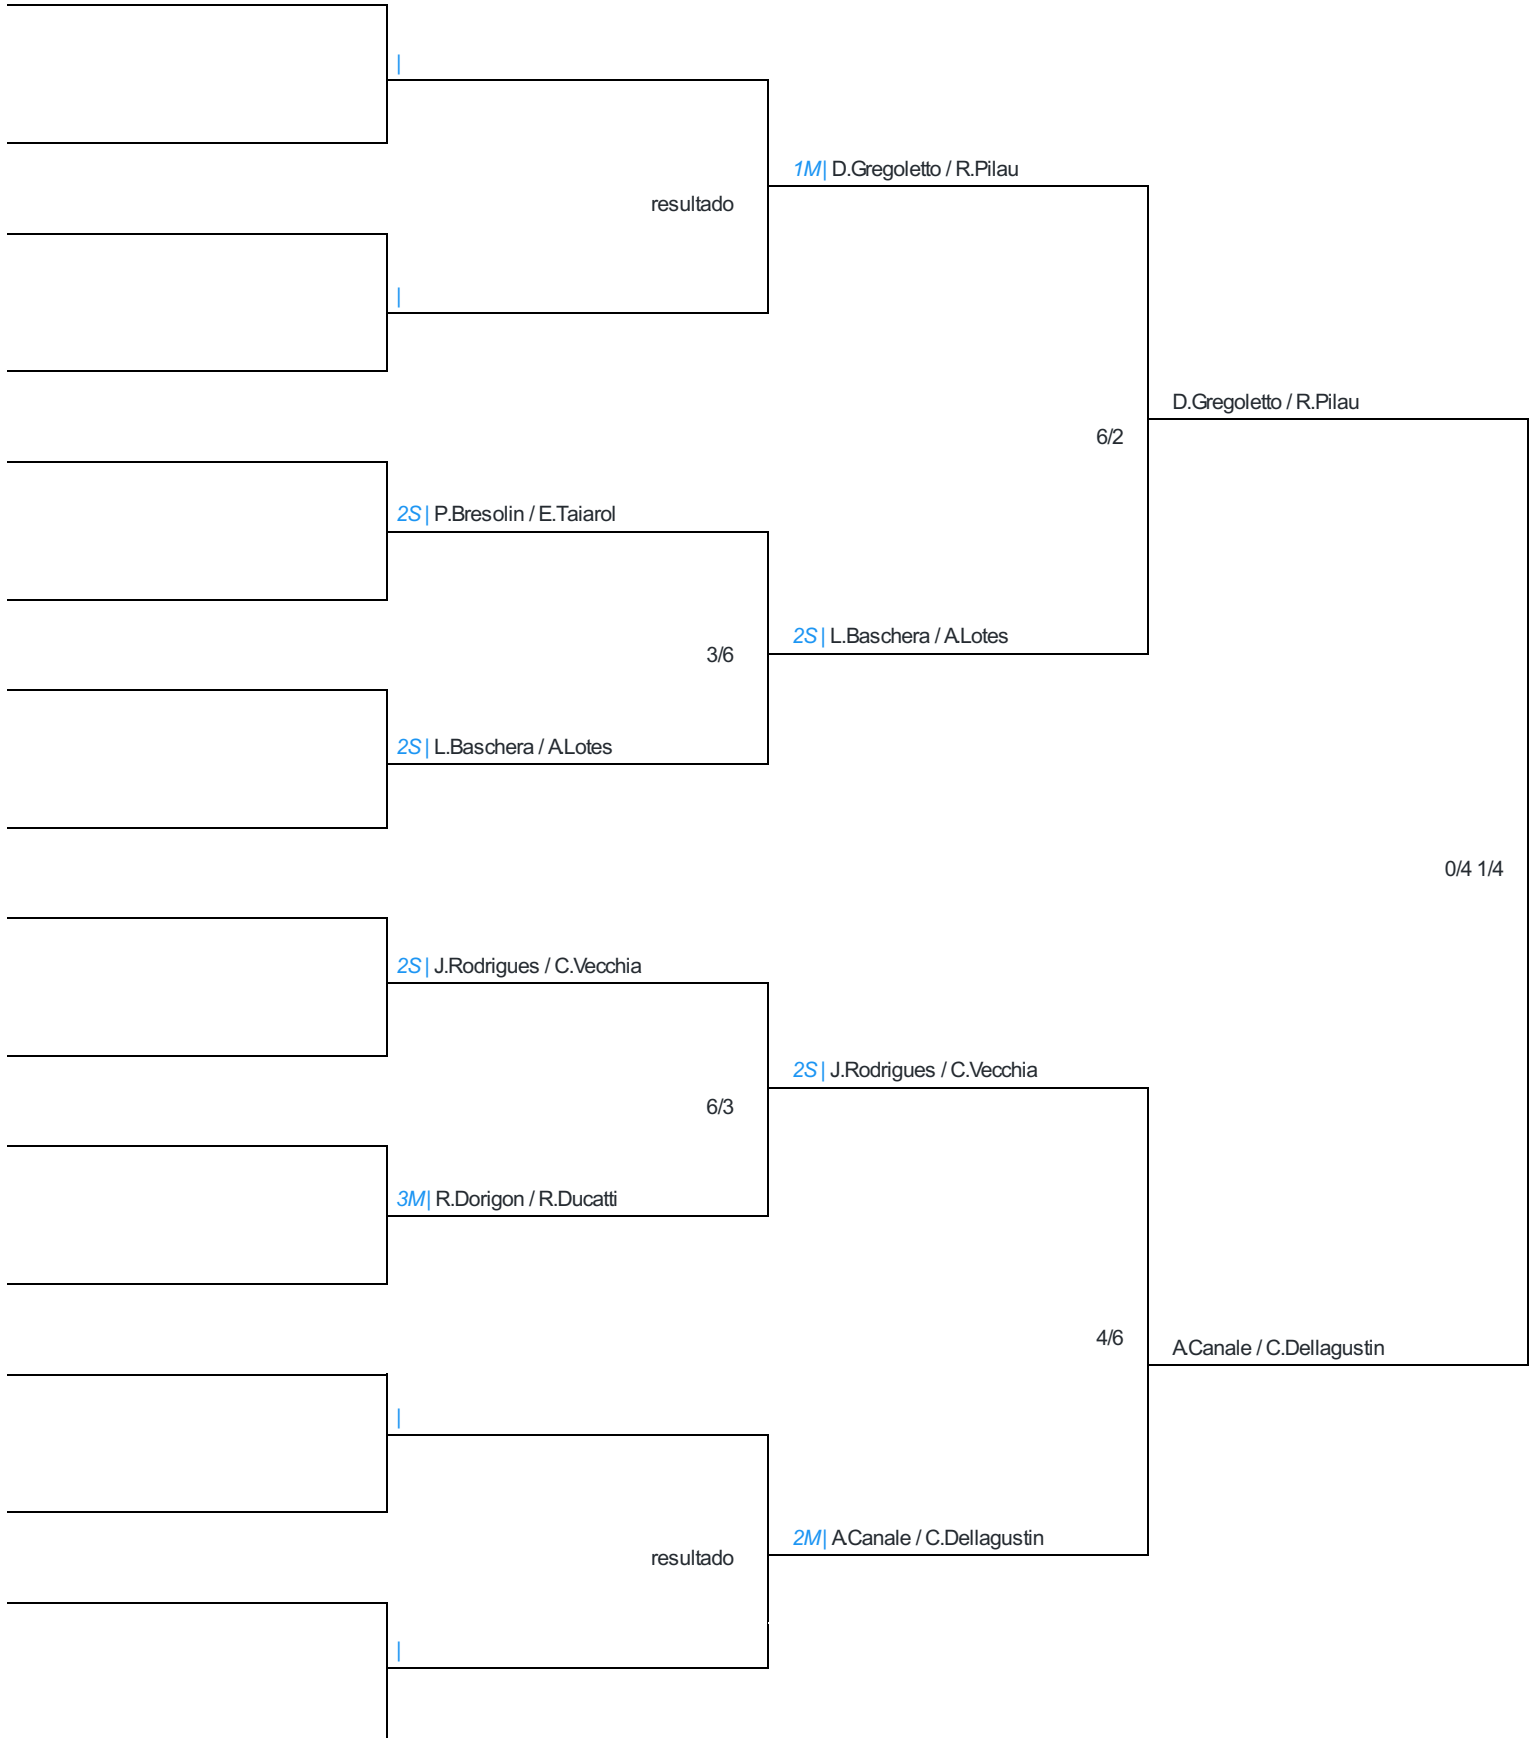 |
1M| D.Gregoletto / R.Pilau
resultado
|
D.Gregoletto / R.Pilau
6/2
2S| P.Bresolin / E.Taiarol
2S| L.Baschera / A.Lotes
3/6
2S| L.Baschera / A.Lotes
0/4 1/4
2S| J.Rodrigues / C.Vecchia
2S| J.Rodrigues / C.Vecchia
6/3
3M| R.Dorigon / R.Ducatti
4/6
A.Canale / C.Dellagustin
|
2M| A.Canale / C.Dellagustin
resultado
|